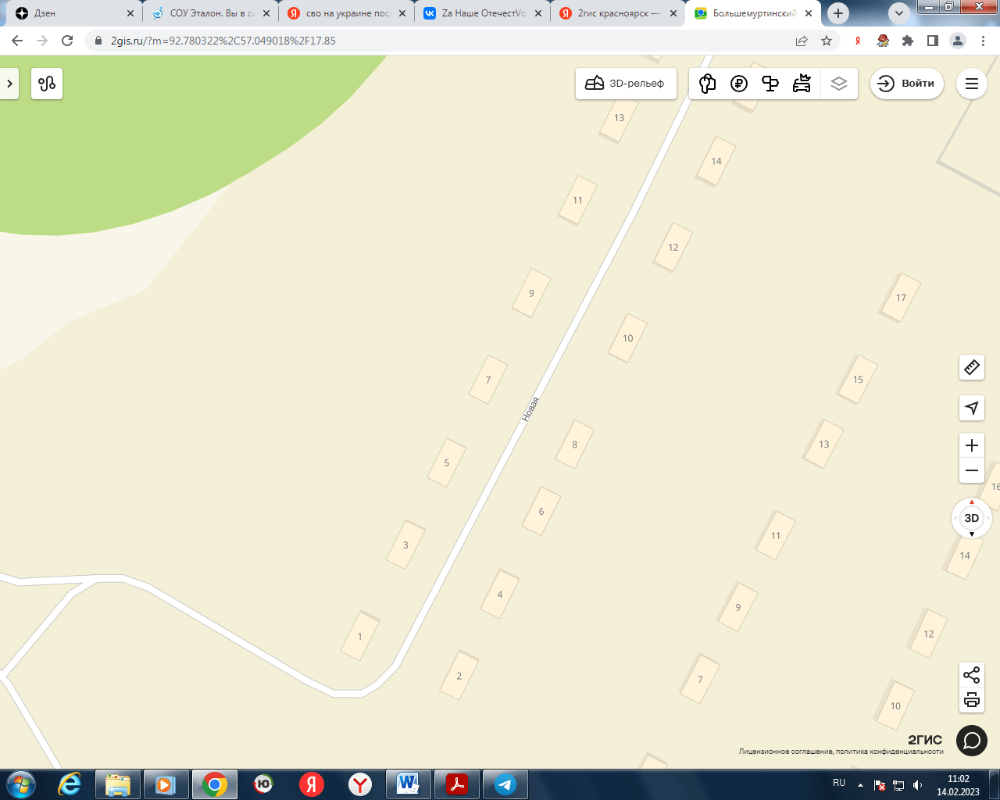 Дзен
СОУ Эталон. Вы в си
сво на украине посл
Za Наше ОтечестVо
2гис красноярск —
Большемуртинский
2gis.ru/?m=92.780322%2C57.049018%2F17.85
3D-рельеф
Войти
13
14
11
12
9
17
10
7
15
Новая
8
13
5
16
6
11
3
14
4
9
12
1
2
7
10
3D
2ГИС
Лицензионное соглашение, политика конфиденциальности
RU
11:02
14.02.2023